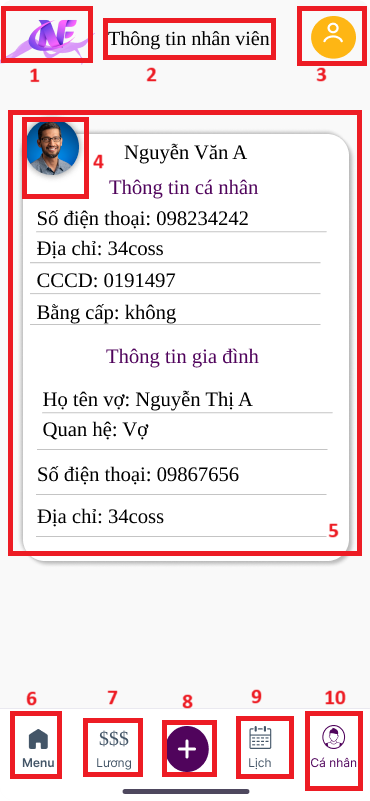 NF
Thông tin nhân viên
1
2
3
4
Nguyễn Văn A
Thông tin cá nhân
Số điện thoại: 098234242
Địa chỉ: 34coss
CCCD: 0191497
Bằng cấp: không
Thông tin gia đình
Họ tên vợ: Nguyễn Thị A
Quan hệ: Vợ
Số điện thoại: 09867656
Địa chỉ: 34coss
5
6
7
8
9
10
$$$
Menu
Lương
Lịch
Cá nhân